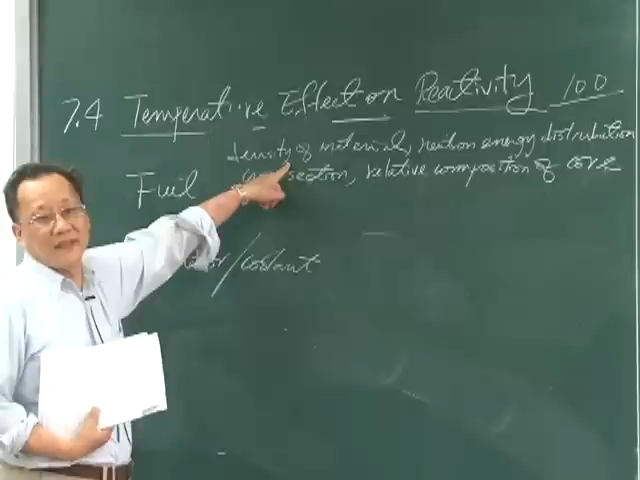 7.4 Temperature Effect on Reactivity 100
density of material, neutron energy distribution
section, relative composition of core
Fuel
/coolant